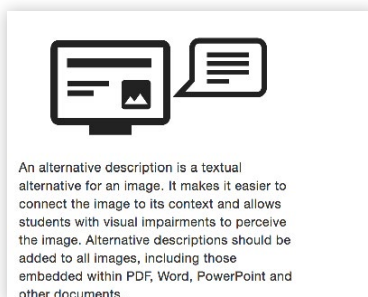 An alternative description is a textual
alternative for an image. It makes it easier to
connect the image to its context and allows
students with visual impairments to perceive
the image. Alternative descriptions should be
added to all images, including those
embedded within PDF, Word, PowerPoint and
other documents